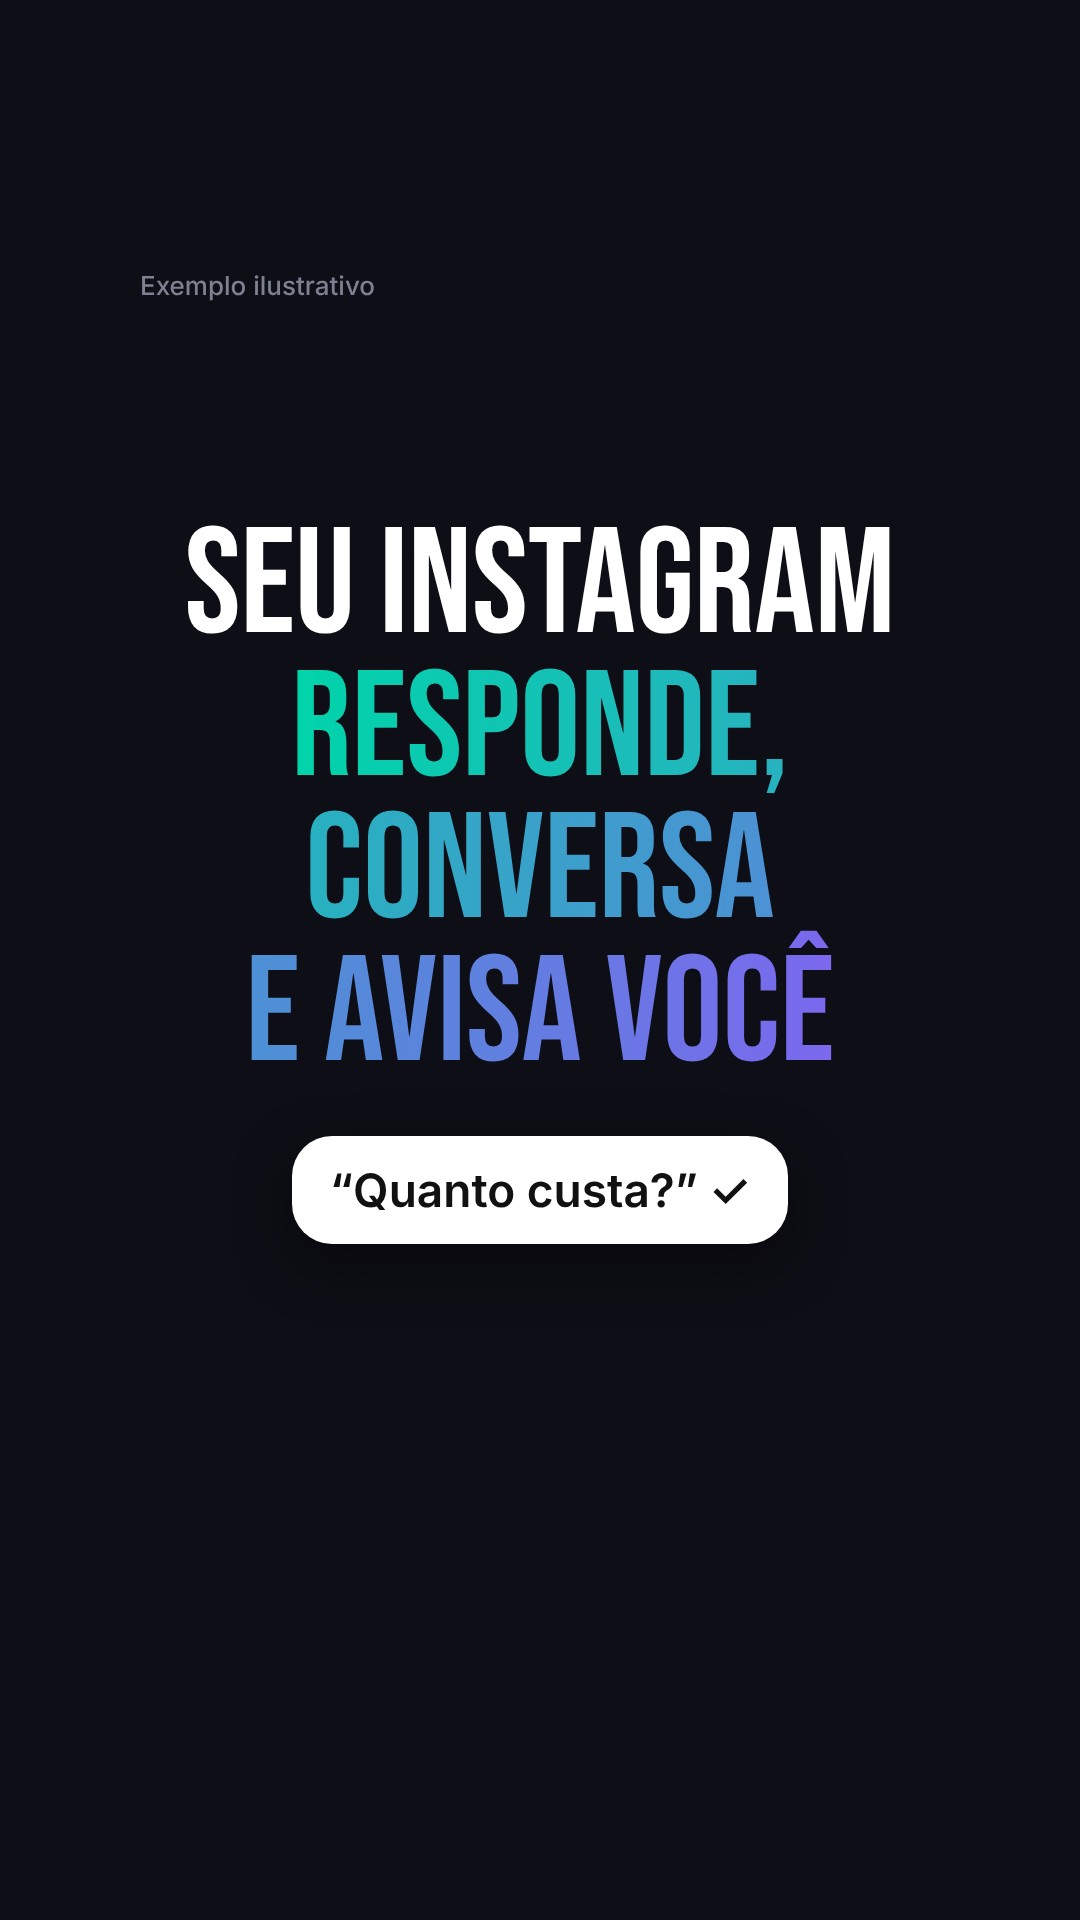 Exemplo ilustrativo
SEU INSTAGRAM
RESPONDE,
CONVERSA
E AVISA VOCÊ
“Quanto custa?” ✓